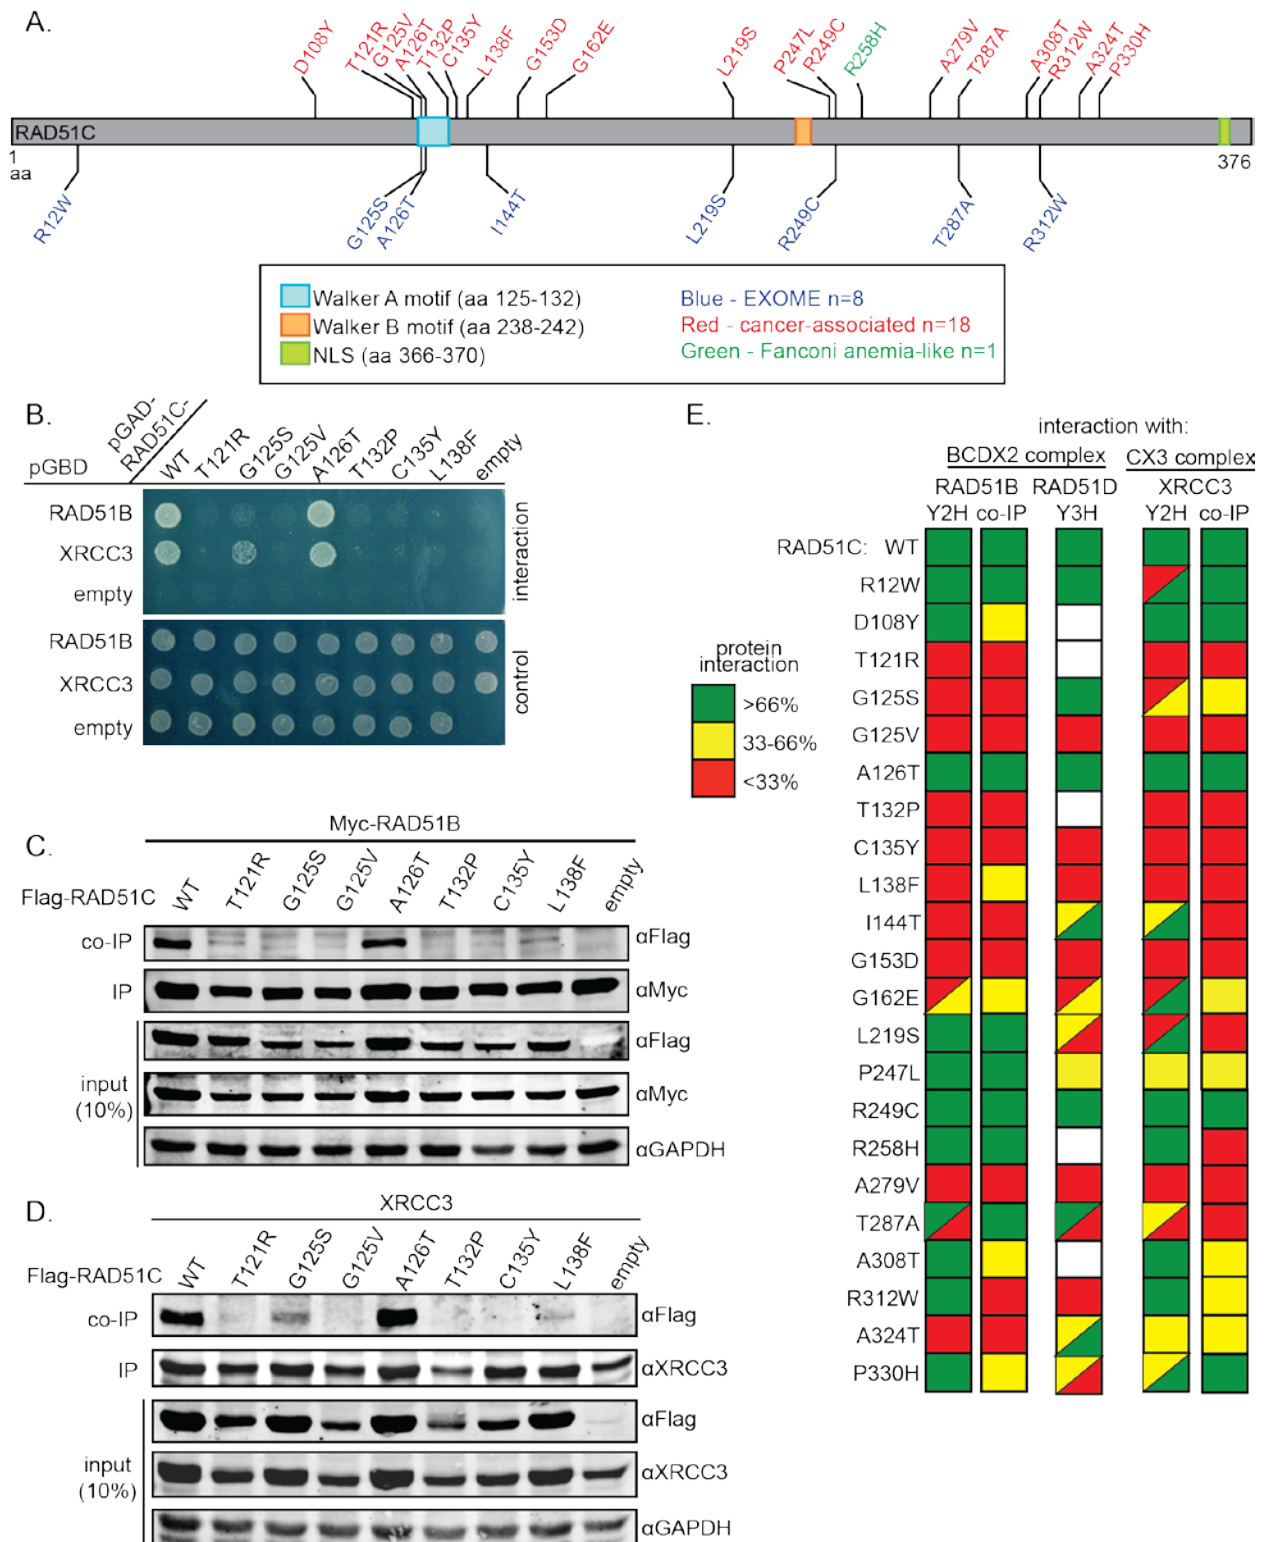 A.
D108Y T121R G125V A126T T132P C135Y L138F G153D G162E L219S P247L R249C R258H A279V T287A A308T R312W A324T P330H
RAD51C
1
aa
376
R12W G125S A126T I144T L219S R249C T287A R312W
Walker A motif (aa 125-132)
Walker B motif (aa 238-242)
NLS (aa 366-370)
Blue - EXOME n=8
Red - cancer-associated n=18
Green - Fanconi anemia-like n=1
B.
pGAD-
RAD51C-
pGBD
WT T121R G125S G125V A126T T132P C135Y L138F empty
RAD51B
XRCC3
empty
interaction
RAD51B
XRCC3
empty
control
C.
Myc-RAD51B
Flag-RAD51C WT T121R G125S G125V A126T T132P C135Y L138F empty
co-IP αFlag
IP αMyc
αFlag
input
(10%)
αMyc
αGAPDH
D.
XRCC3
Flag-RAD51C WT T121R G125S G125V A126T T132P C135Y L138F empty
co-IP αFlag
IP αXRCC3
αFlag
input
(10%)
αXRCC3
αGAPDH
E.
interaction with:
BCDX2 complex CX3 complex
RAD51B RAD51D XRCC3
Y2H co-IP Y3H Y2H co-IP
protein
interaction
>66%
33-66%
<33%
RAD51C: WT
R12W
D108Y
T121R
G125S
G125V
A126T
T132P
C135Y
L138F
I144T
G153D
G162E
L219S
P247L
R249C
R258H
A279V
T287A
A308T
R312W
A324T
P330H